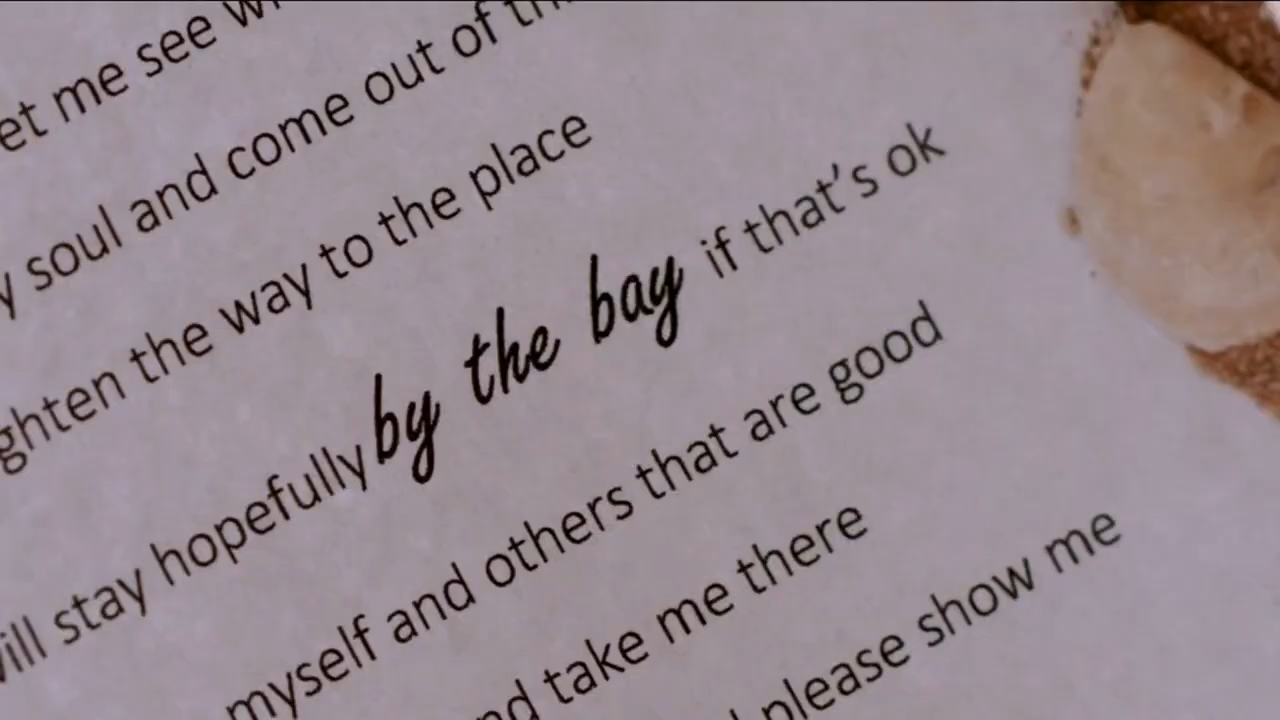 et me see
soul and come out of
ghten the way to the place
ill stay hopefully by the bay if that's ok
myself and others that are good
nd take me there
please show me